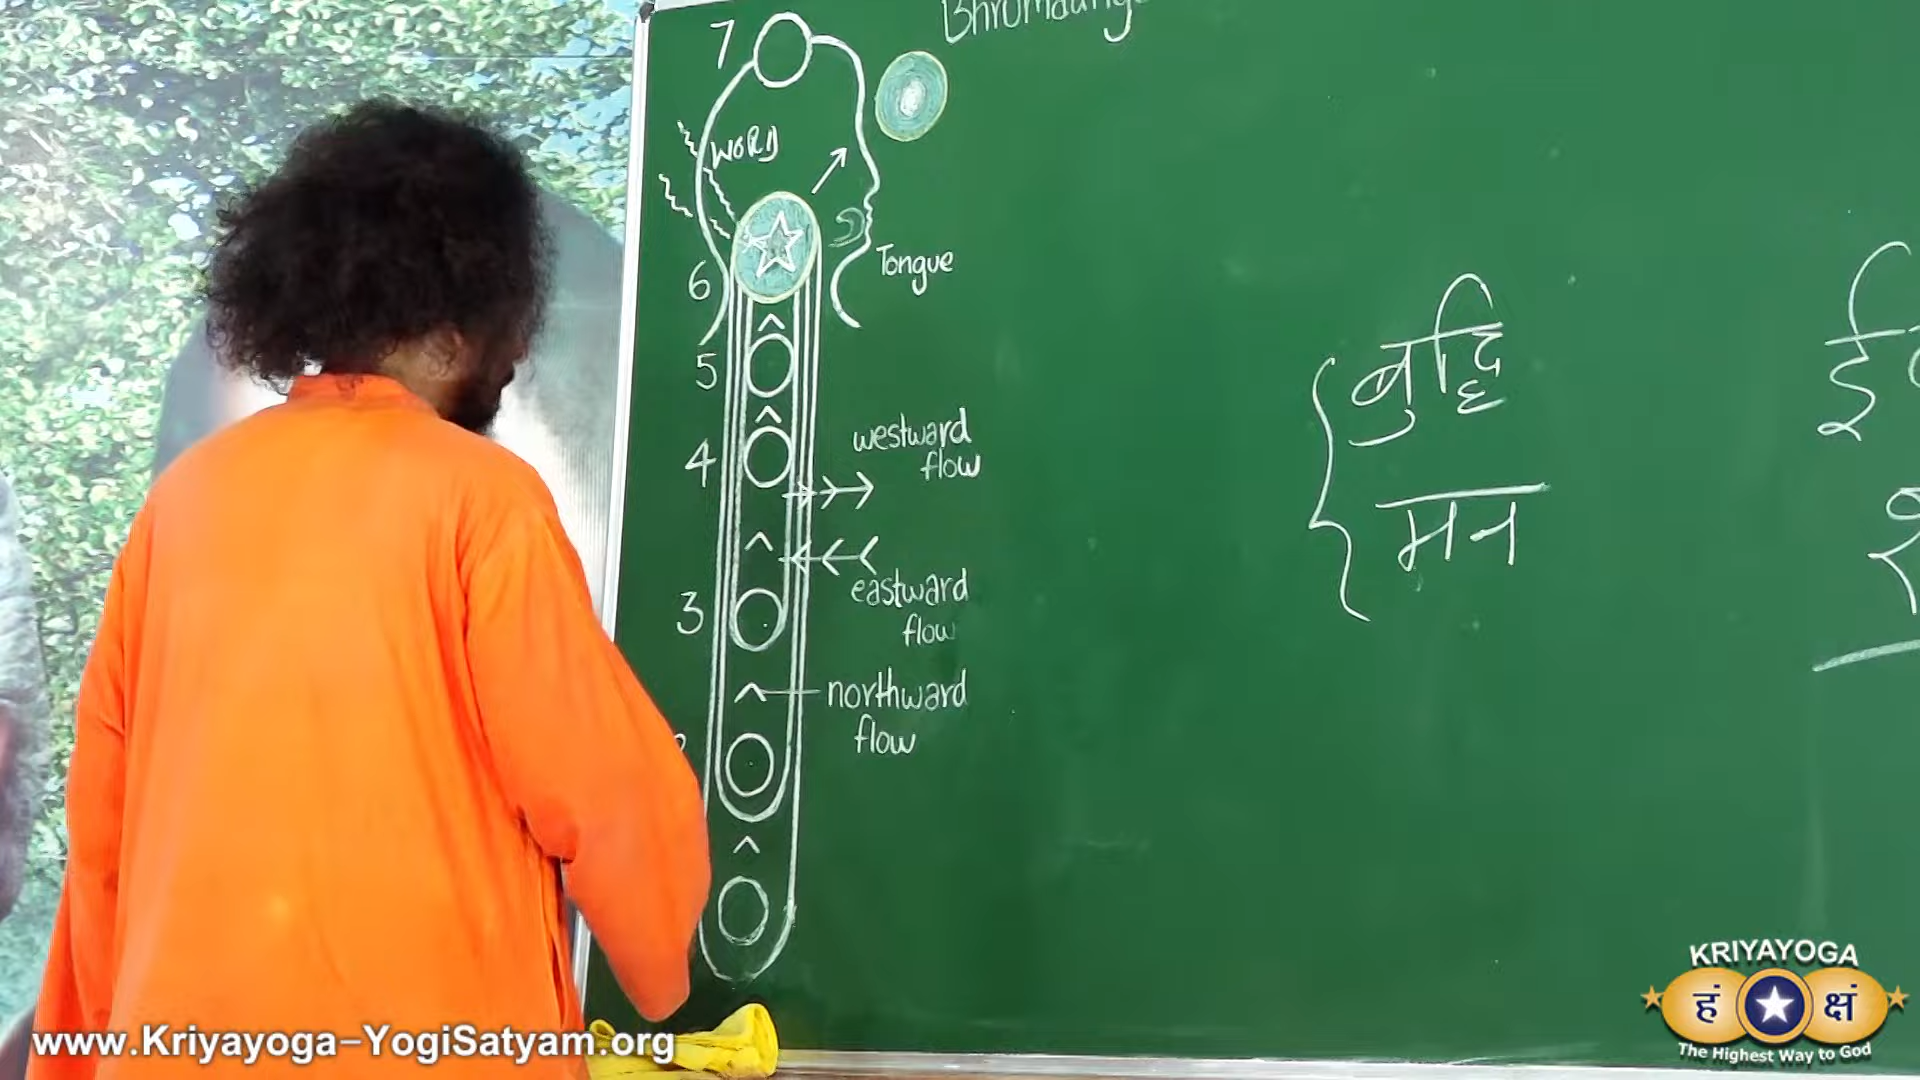 7
WORD
6
Tongue
5
westward
flow
4
eastward
flow
3
northward
flow
बुद्धि
मन
KRIYAYOGA
हं
क्षं
The Highest Way to God
www.Kriyayoga-YogiSatyam.org